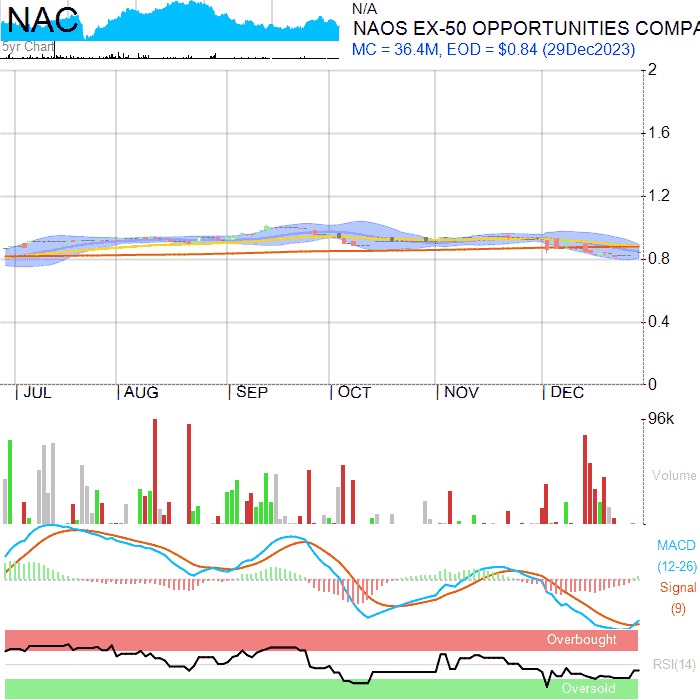 NAC
5yr Chart
N/A
NAOS EX-50 OPPORTUNITIES COMPA
MC = 36.4M, EOD = $0.84 (29Dec2023)
2
1.6
1.2
0.8
0.4
0
JUL AUG SEP OCT NOV DEC
96k
Volume
MACD
(12-26)
Signal
(9)
Overbought
RSI(14)
Oversold